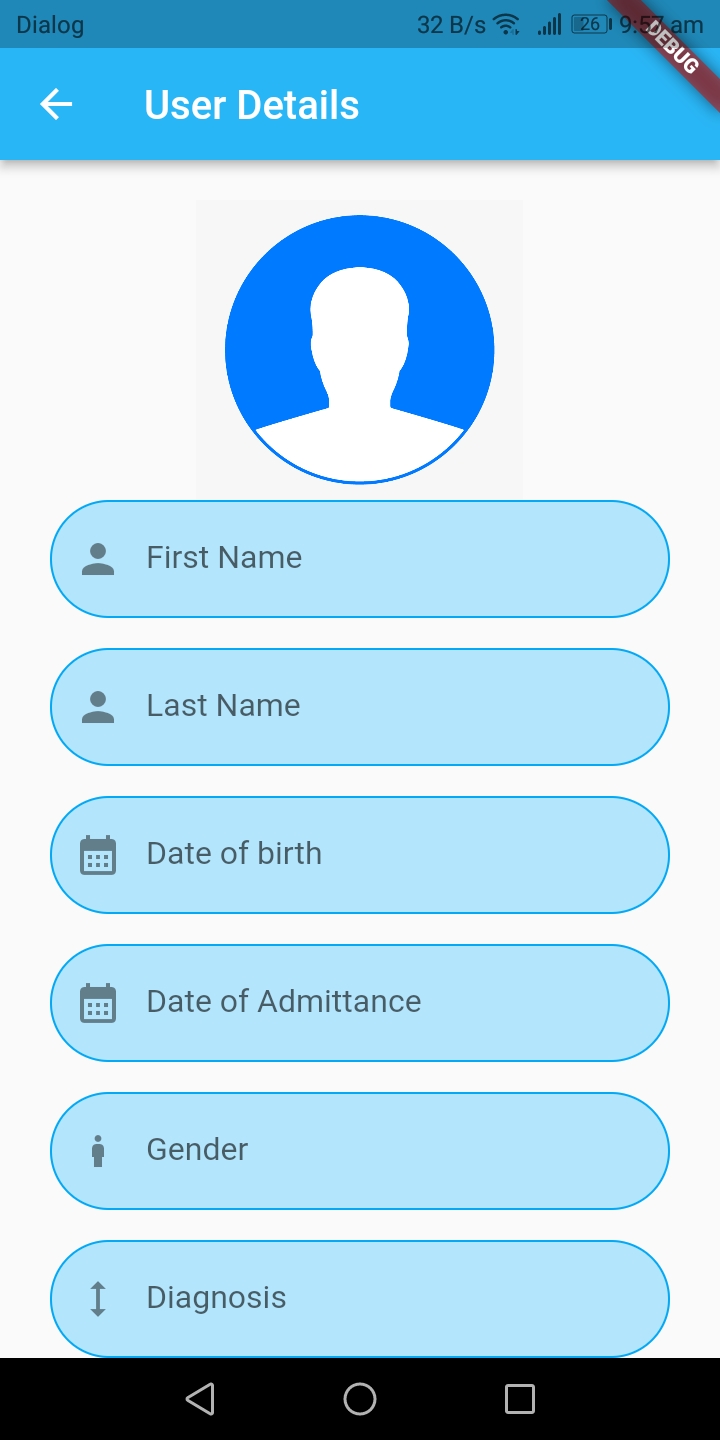 Dialog 32 B/s 26 9:57 am
DEBUG
User Details
First Name
Last Name
Date of birth
Date of Admittance
Gender
Diagnosis